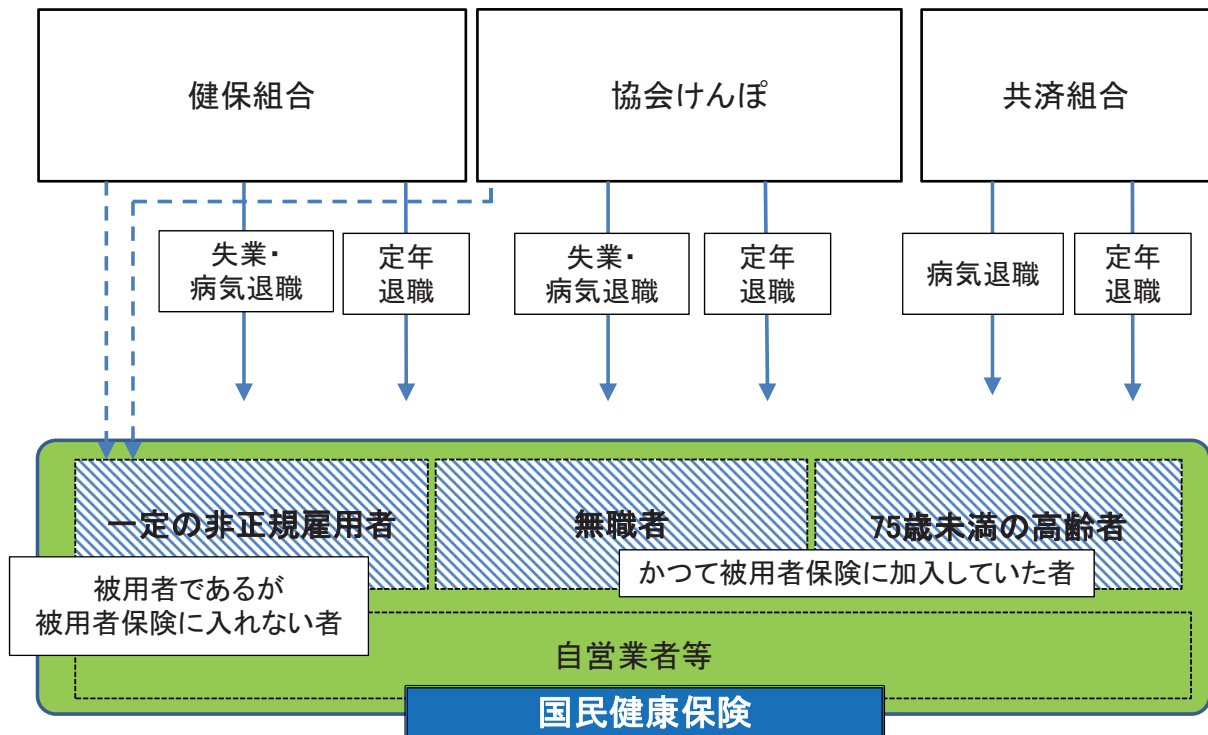 健保組合
協会けんぽ
共済組合
失業・
病気退職
定年
退職
失業・
病気退職
定年
退職
病気退職
定年
退職
一定の非正規雇用者
無職者
75歳未満の高齢者
被用者であるが
被用者保険に入れない者
かつて被用者保険に加入していた者
自営業者等
国民健康保険